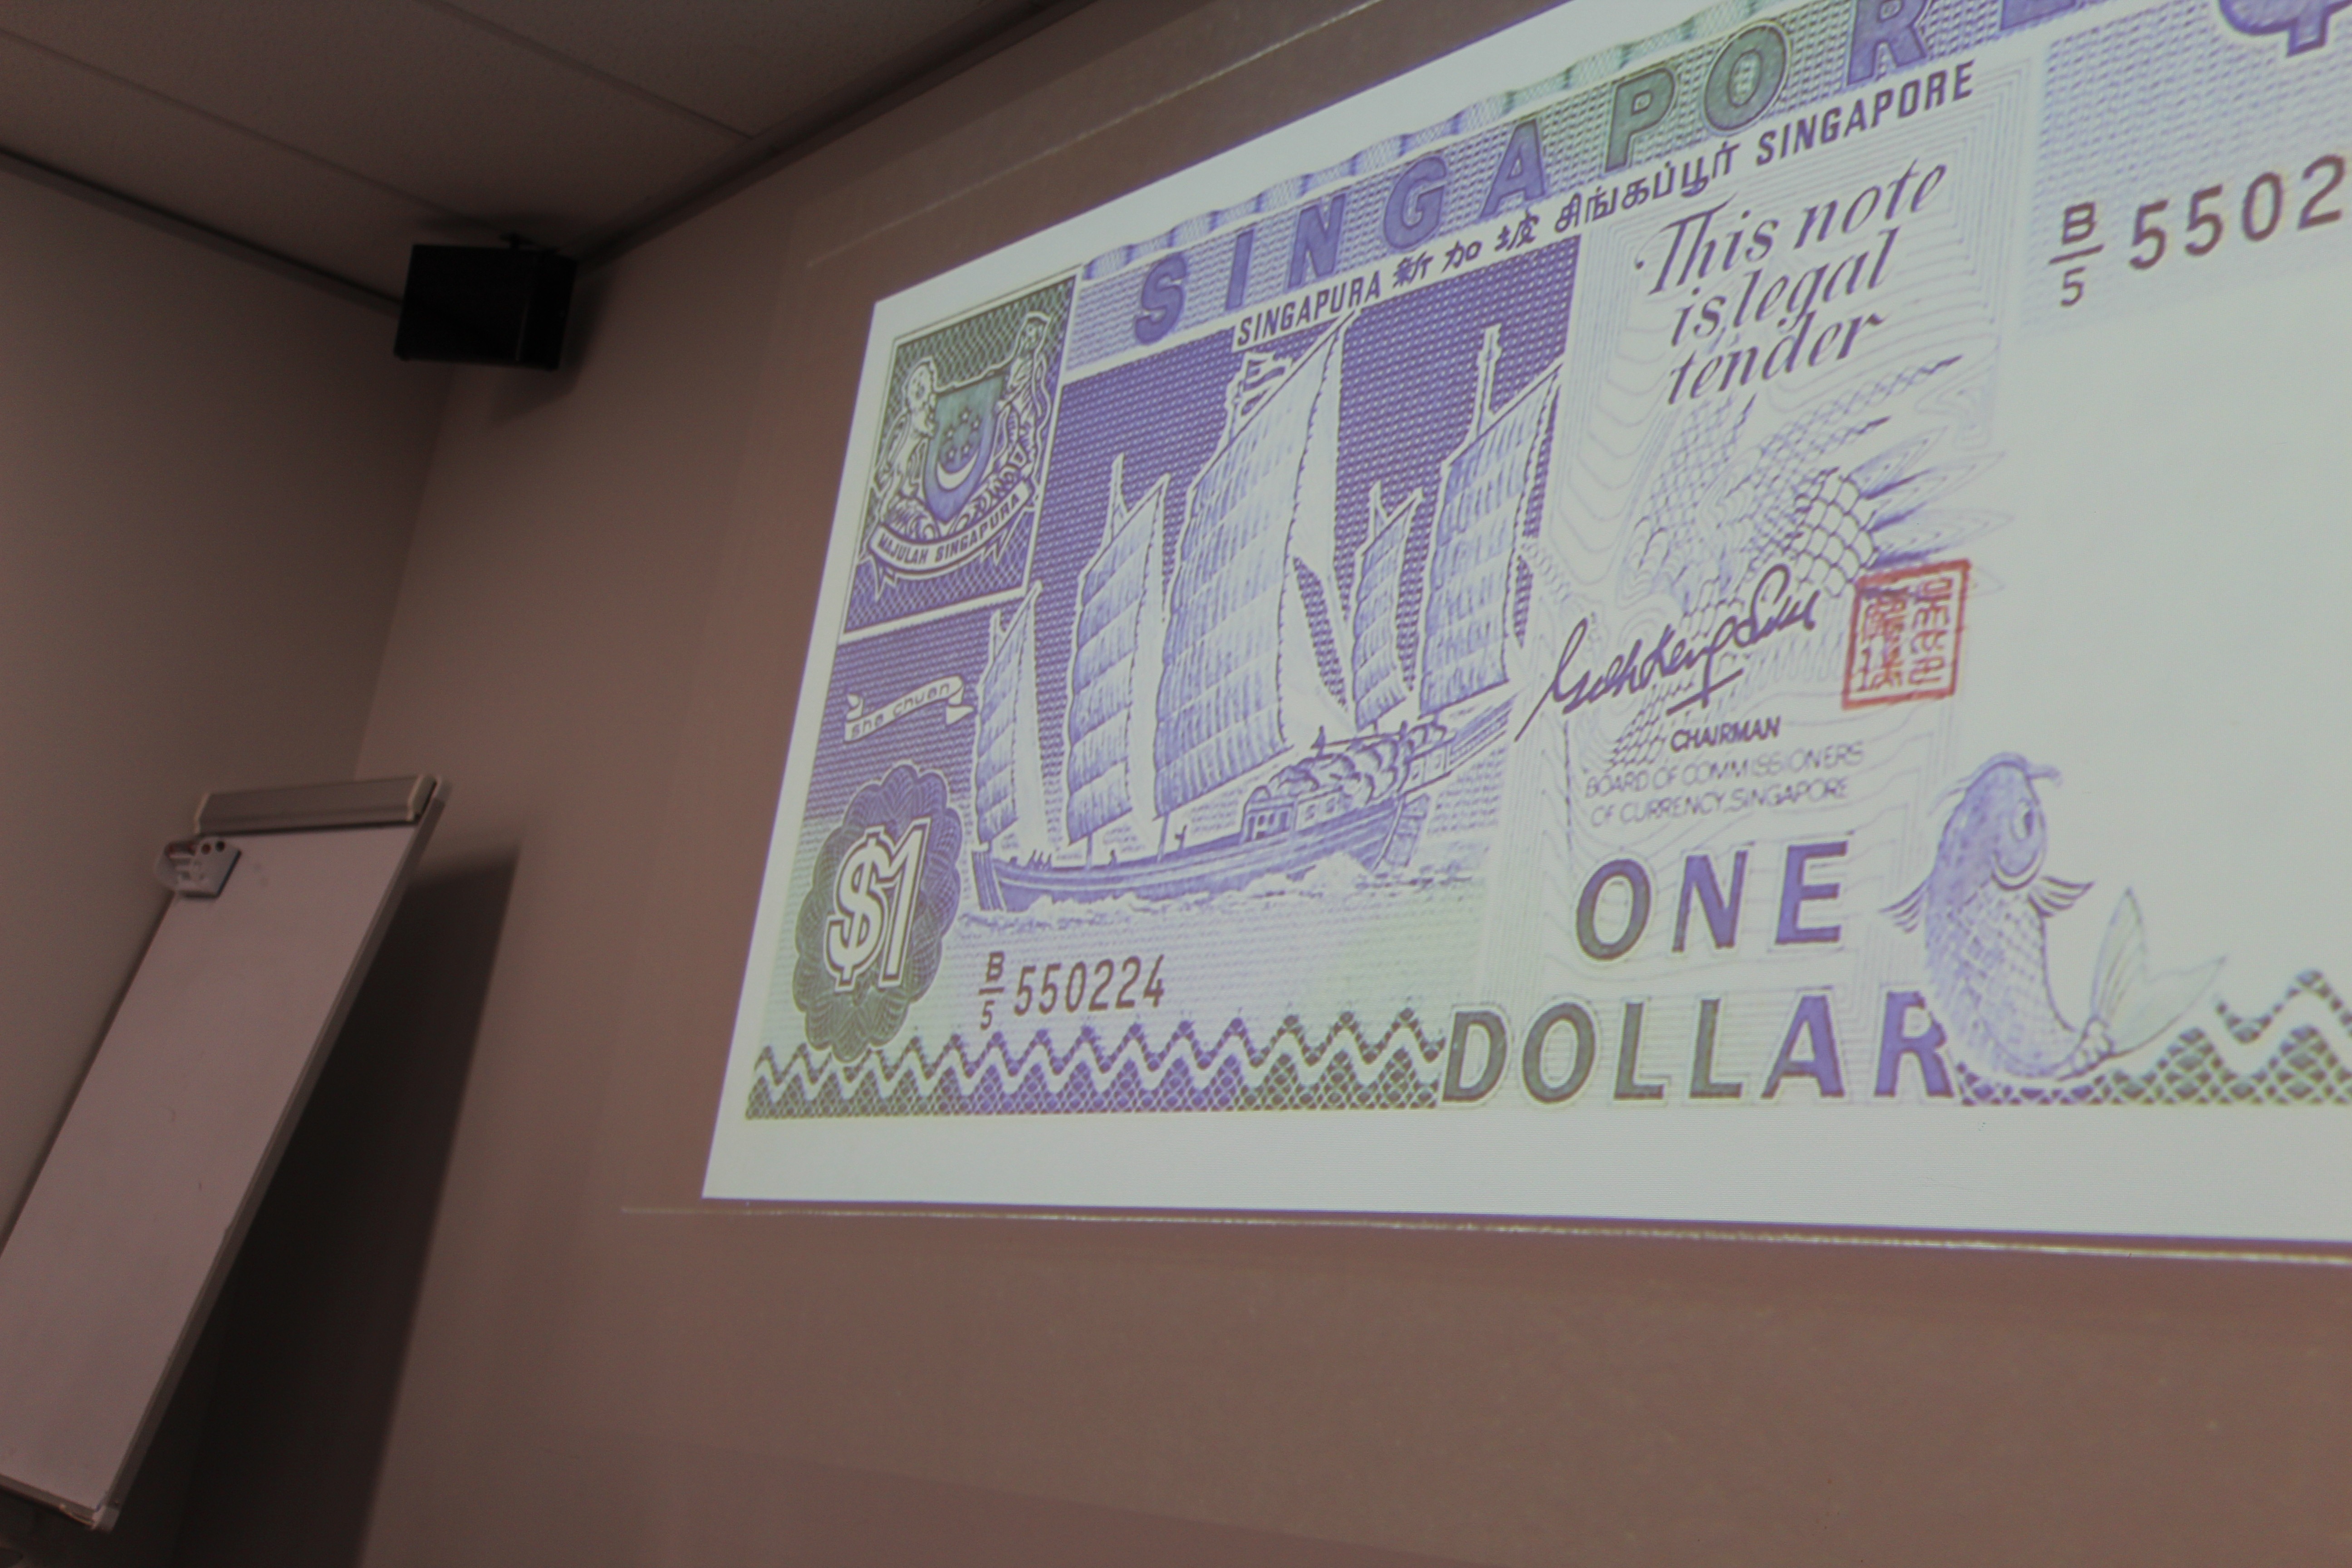 SINGAPORE
SINGAPURA 新加坡 சிங்கப்பூர் SINGAPORE
This note
is legal
tender
B/5 5502
MAJULAH SINGAPURA
Sha Chuan
CHAIRMAN
BOARD OF COMMISSIONERS
OF CURRENCY, SINGAPORE
$1
B/5 550224
ONE
DOLLAR